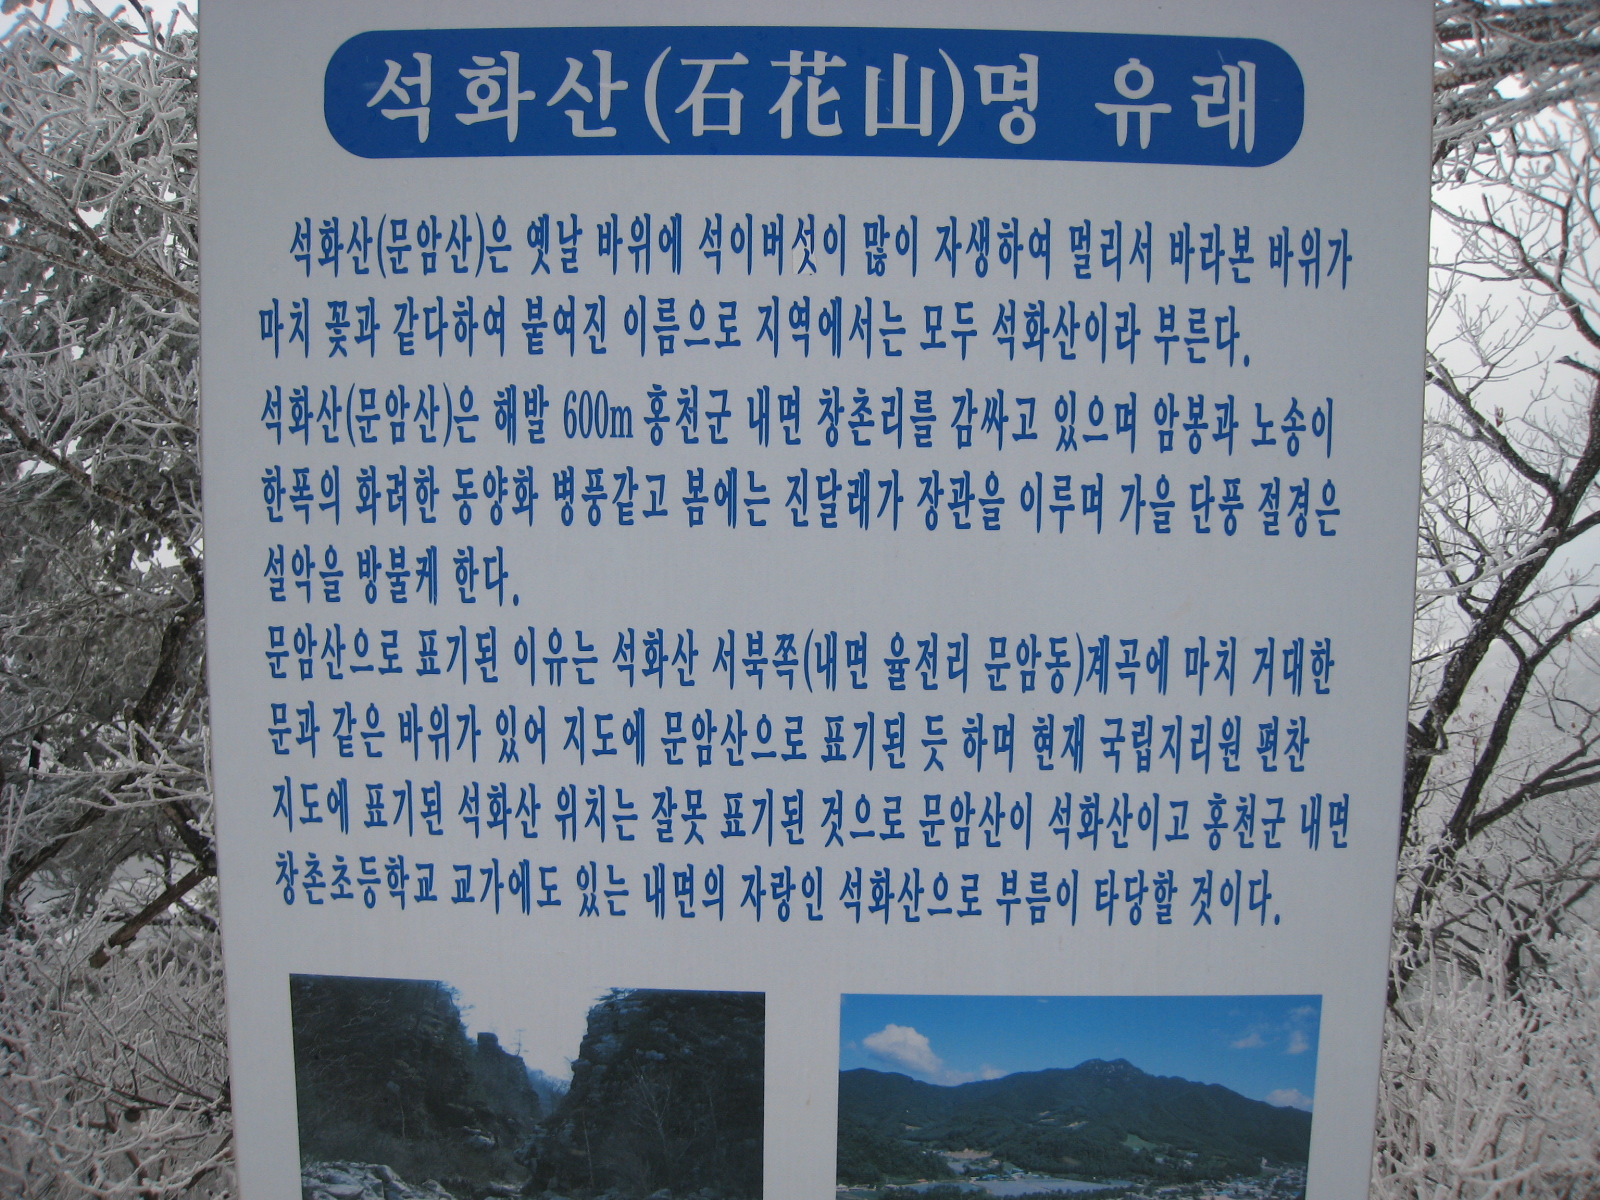 석화산(石花山)명 유래
석화산(문암산)은 옛날 바위에 석이버섯이 많이 자생하여 멀리서 바라본 바위가
마치 꽃과 같다하여 붙여진 이름으로 지역에서는 모두 석화산이라 부른다.
석화산(문암산)은 해발 600m 홍천군 내면 창촌리를 감싸고 있으며 암봉과 노송이
한폭의 화려한 동양화 병풍같고 봄에는 진달래가 장관을 이루며 가을 단풍 절경은
설악을 방불케 한다.
문암산으로 표기된 이유는 석화산 서북쪽(내면 율전리 문암동)계곡에 마치 거대한
문과 같은 바위가 있어 지도에 문암산으로 표기된 듯 하며 현재 국립지리원 편찬
지도에 표기된 석화산 위치는 잘못 표기된 것으로 문암산이 석화산이고 홍천군 내면
창촌초등학교 교가에도 있는 내면의 자랑인 석화산으로 부름이 타당할 것이다.